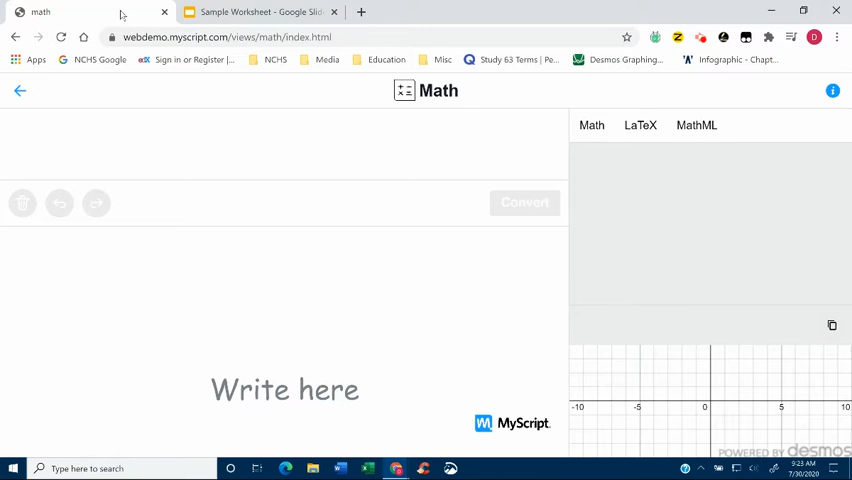 math
Sample Worksheet - Google Slid
webdemo.myscript.com/views/math/index.html
D
Apps
NCHS Google
Sign in or Register |...
NCHS
Media
Education
Misc
Study 63 Terms | Pe...
Desmos Graphing...
Infographic - Chapt...
Math
Math
LaTeX
MathML
Convert
Write here
MyScript.
-10
-5
0
5
10
POWERED BY desmos
Type here to search
9:23 AM
7/30/2020